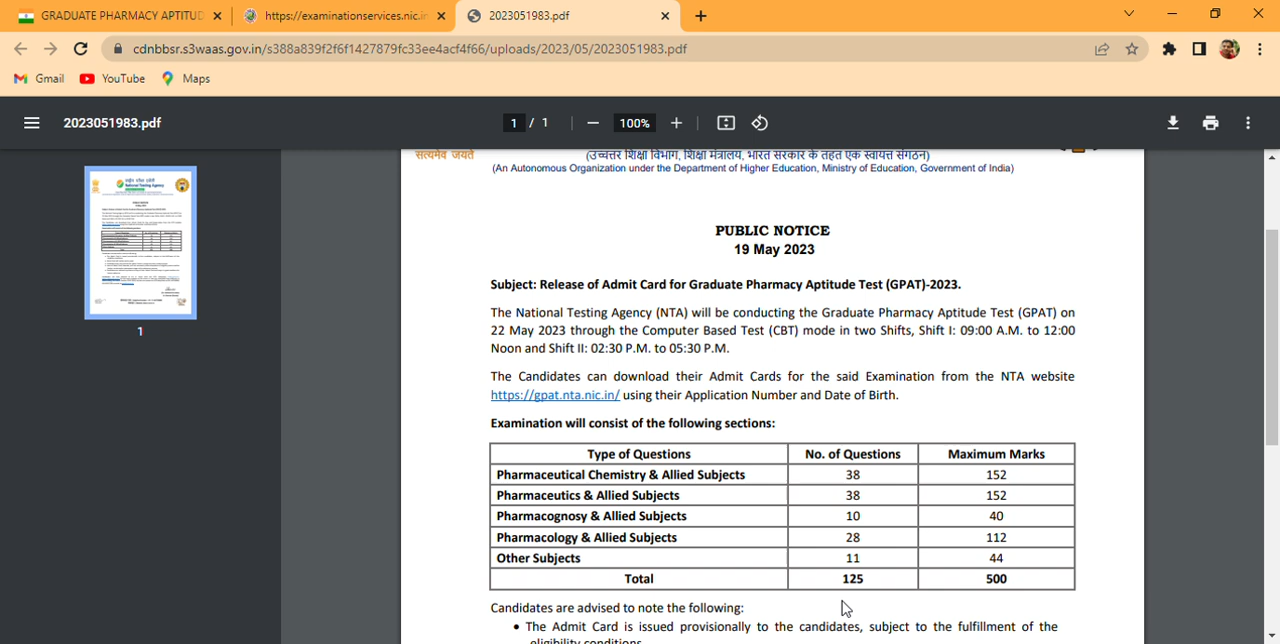 GRADUATE PHARMACY APTITUD
https://examinationservices.nic.in
2023051983.pdf
cdnbbsr.s3waas.gov.in/s388a839f2f6f1427879fc33ee4acf4f66/uploads/2023/05/2023051983.pdf
Gmail YouTube Maps
2023051983.pdf
1 / 1 100%
सत्यमेव जयते
(उच्चतर शिक्षा विभाग, शिक्षा मंत्रालय, भारत सरकार के तहत एक स्वायत्त संगठन)
(An Autonomous Organization under the Department of Higher Education, Ministry of Education, Government of India)
PUBLIC NOTICE
19 May 2023
Subject: Release of Admit Card for Graduate Pharmacy Aptitude Test (GPAT)-2023.
The National Testing Agency (NTA) will be conducting the Graduate Pharmacy Aptitude Test (GPAT) on
22 May 2023 through the Computer Based Test (CBT) mode in two Shifts, Shift I: 09:00 A.M. to 12:00
Noon and Shift II: 02:30 P.M. to 05:30 P.M.
The Candidates can download their Admit Cards for the said Examination from the NTA website
https://gpat.nta.nic.in/ using their Application Number and Date of Birth.
Examination will consist of the following sections:
Type of Questions No. of Questions Maximum Marks
Pharmaceutical Chemistry & Allied Subjects 38 152
Pharmaceutics & Allied Subjects 38 152
Pharmacognosy & Allied Subjects 10 40
Pharmacology & Allied Subjects 28 112
Other Subjects 11 44
Total 125 500
Candidates are advised to note the following:
• The Admit Card is issued provisionally to the candidates, subject to the fulfillment of the
eligibility conditions.
1